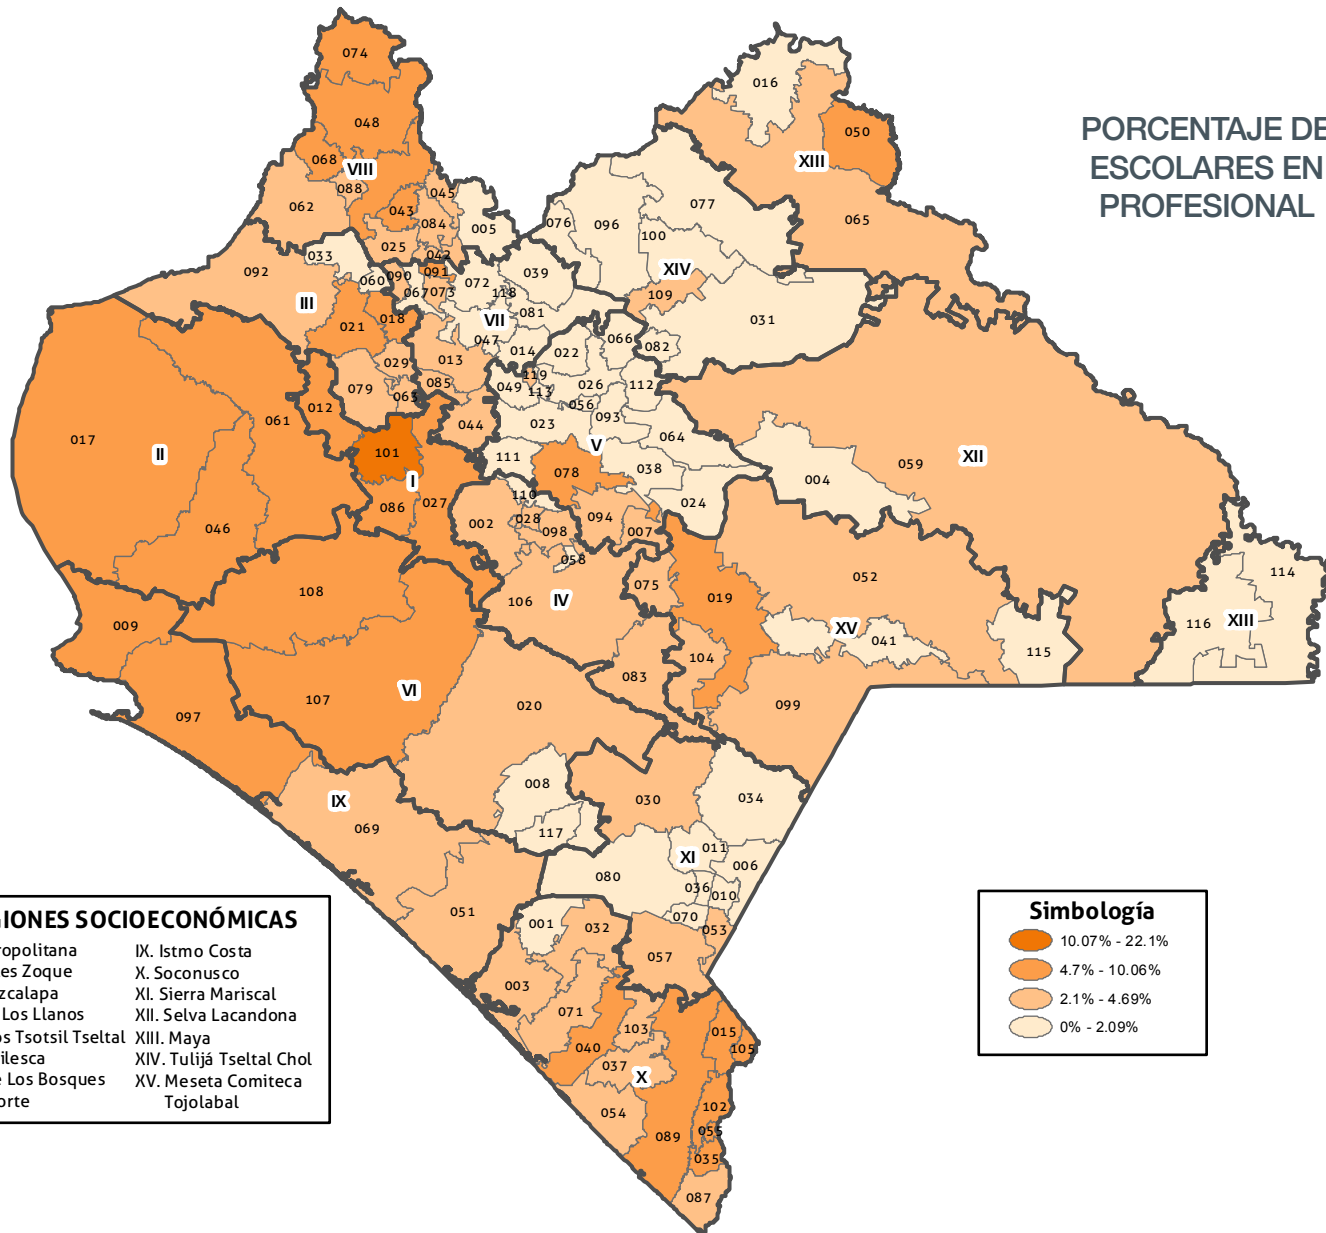 PORCENTAJE DE
ESCOLARES EN
PROFESIONAL
074
016
048
050
068
VIII
XIII
088
045
062
043
077
084
005
076
096
065
025
100
033
042
092
039
XIV
060
090
091
072
067
073
118
109
III
081
021
018
VII
031
047
014
066
082
013
022
029
119
079
085
049
026
112
063
113
012
056
061
044
023
093
064
017
II
101
111
V
XII
078
038
059
I
004
110
086
027
024
046
002
028
094
098
007
058
052
114
108
075
106
IV
019
009
116
XIII
XV
041
115
104
083
107
VI
099
020
097
008
030
034
IX
069
117
011
XI
006
080
036
010
051
070
053
001
032
057
003
071
103
015
040
105
037
X
102
054
055
089
035
087
GIONES SOCIOECONÓMICAS
ropolitana
es Zoque
zcalapa
Los Llanos
os Tsotsil Tseltal
ilesca
e Los Bosques
orte
IX. Istmo Costa
X. Soconusco
XI. Sierra Mariscal
XII. Selva Lacandona
XIII. Maya
XIV. Tulijá Tseltal Chol
XV. Meseta Comiteca
Tojolabal
Simbología
10.07% - 22.1%
4.7% - 10.06%
2.1% - 4.69%
0% - 2.09%